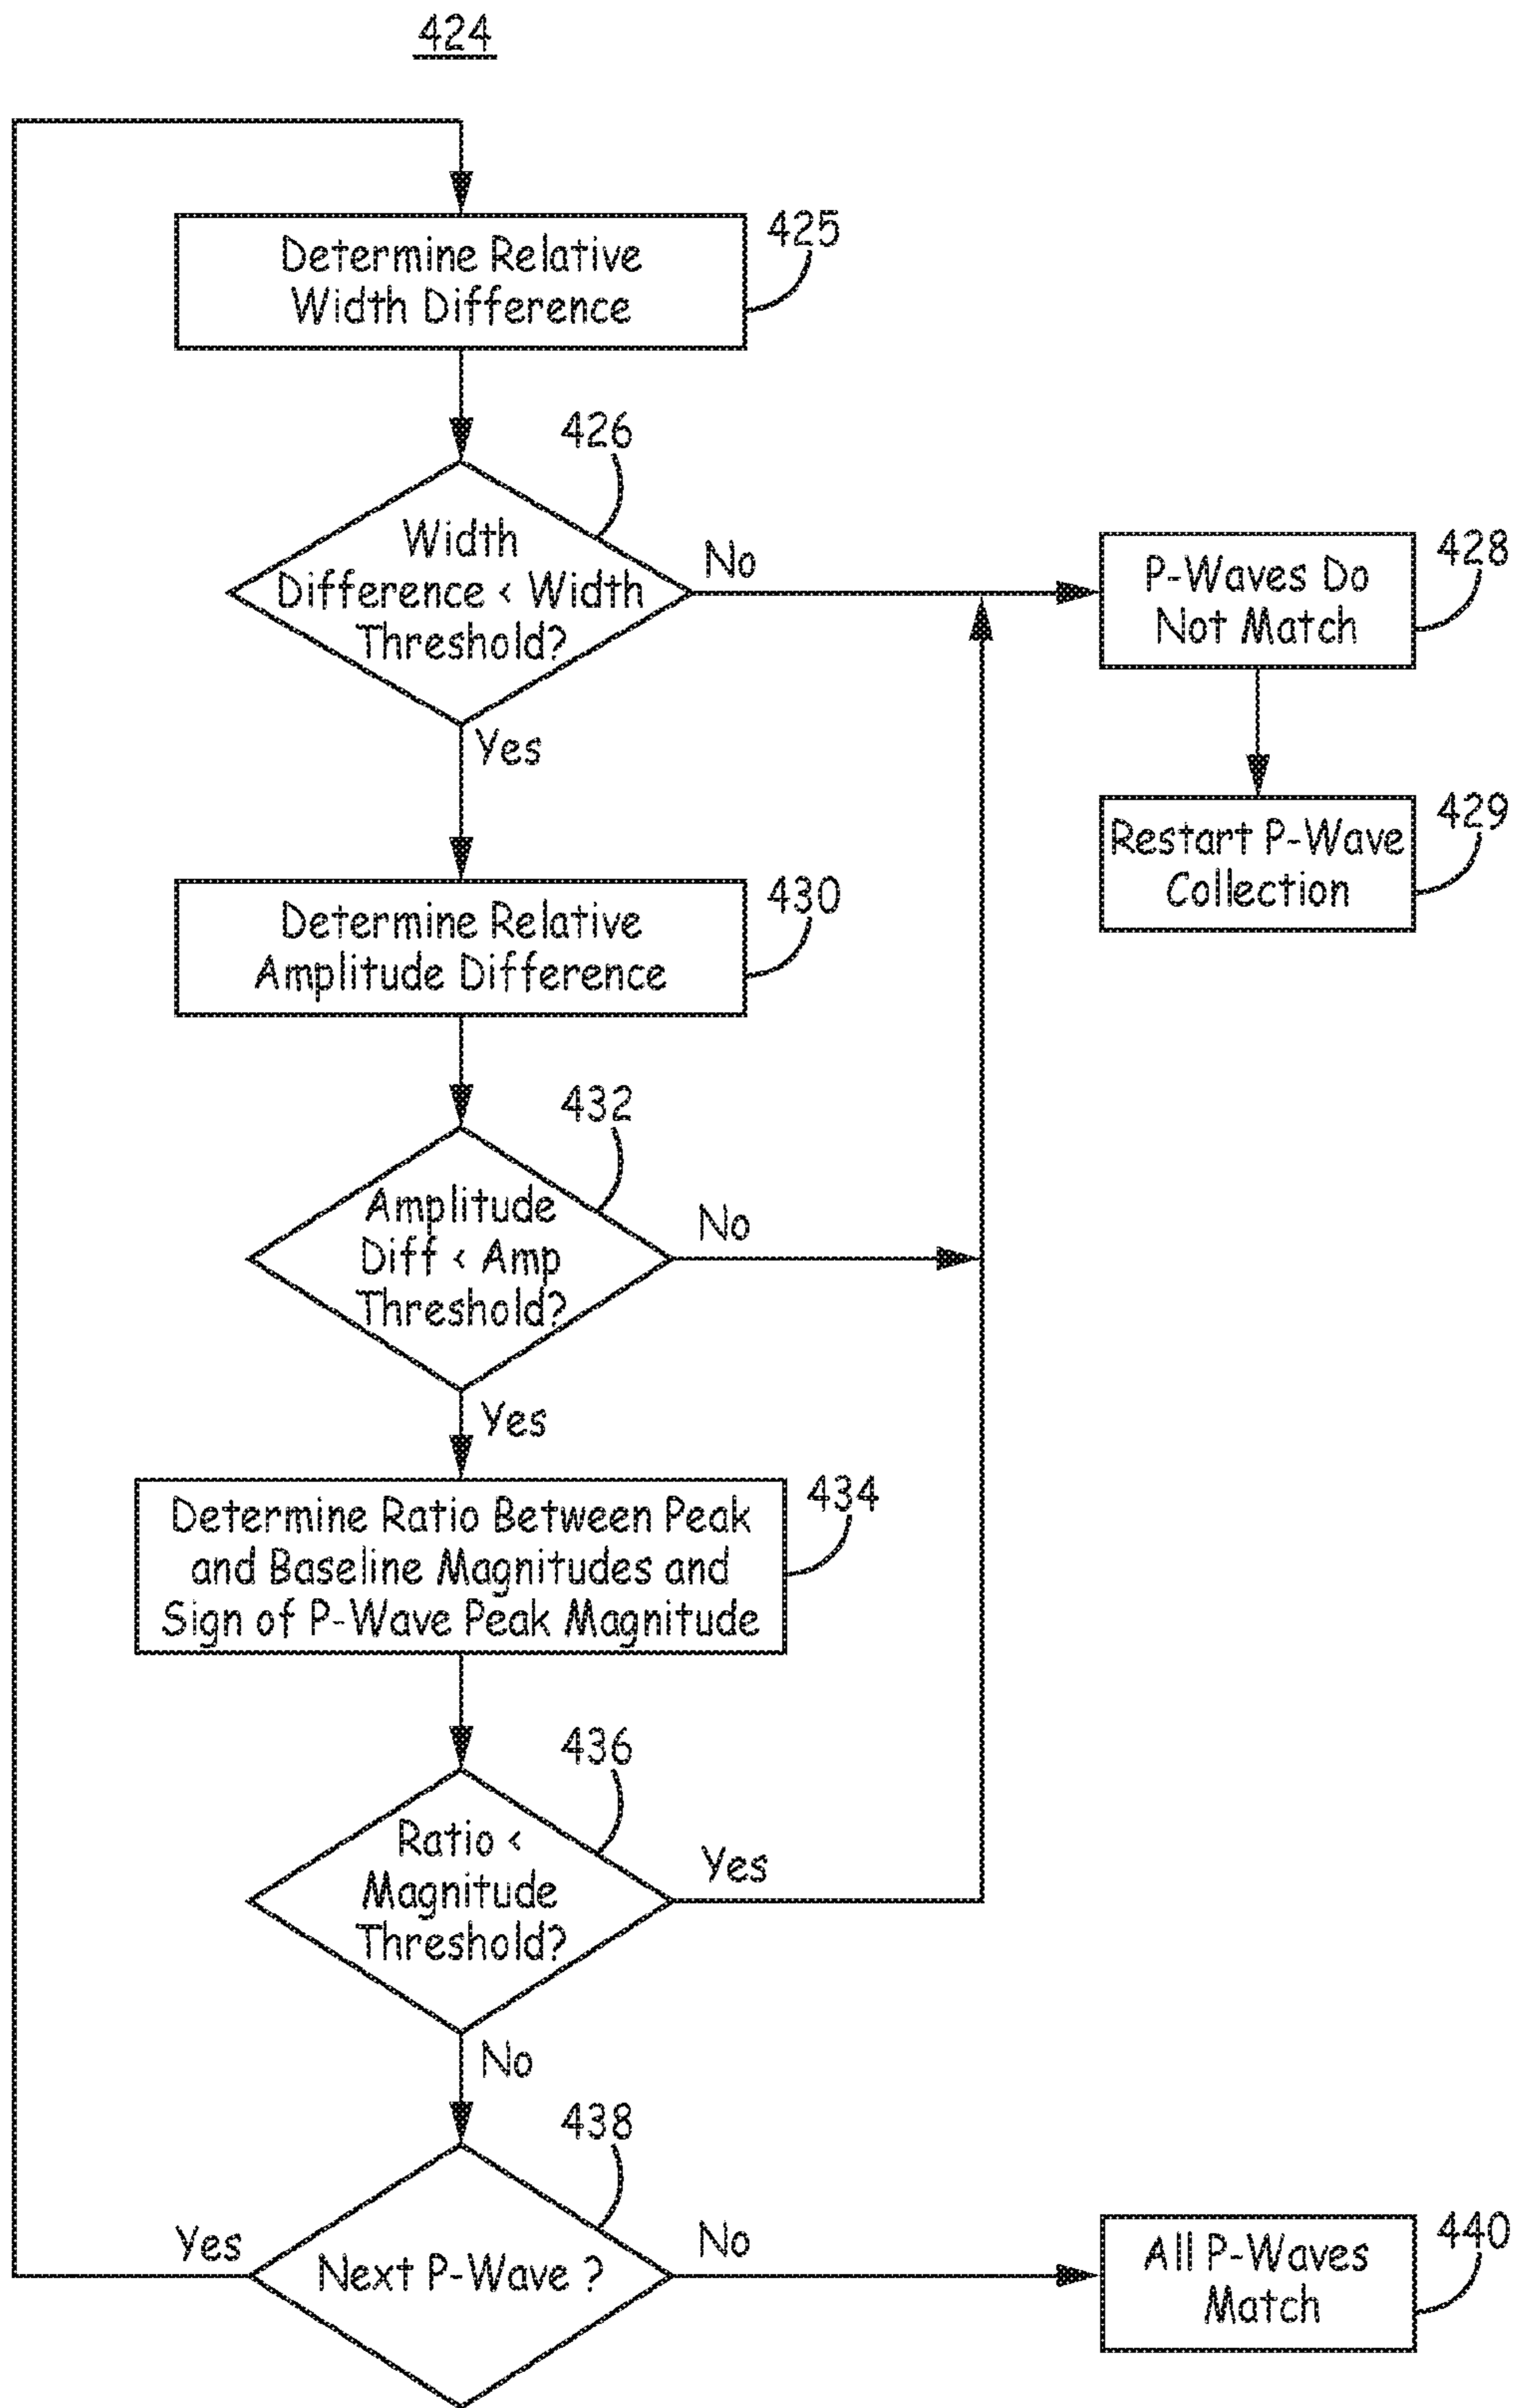 424
Determine Relative
Width Difference
425
426
Width
Difference < Width
Threshold?
No
Yes
P-Waves Do
Not Match
428
Restart P-Wave
Collection
429
Determine Relative
Amplitude Difference
430
432
Amplitude
Diff < Amp
Threshold?
No
Yes
Determine Ratio Between Peak
and Baseline Magnitudes and
Sign of P-Wave Peak Magnitude
434
436
Ratio <
Magnitude
Threshold?
Yes
No
438
Next P-Wave ?
Yes
No
All P-Waves
Match
440